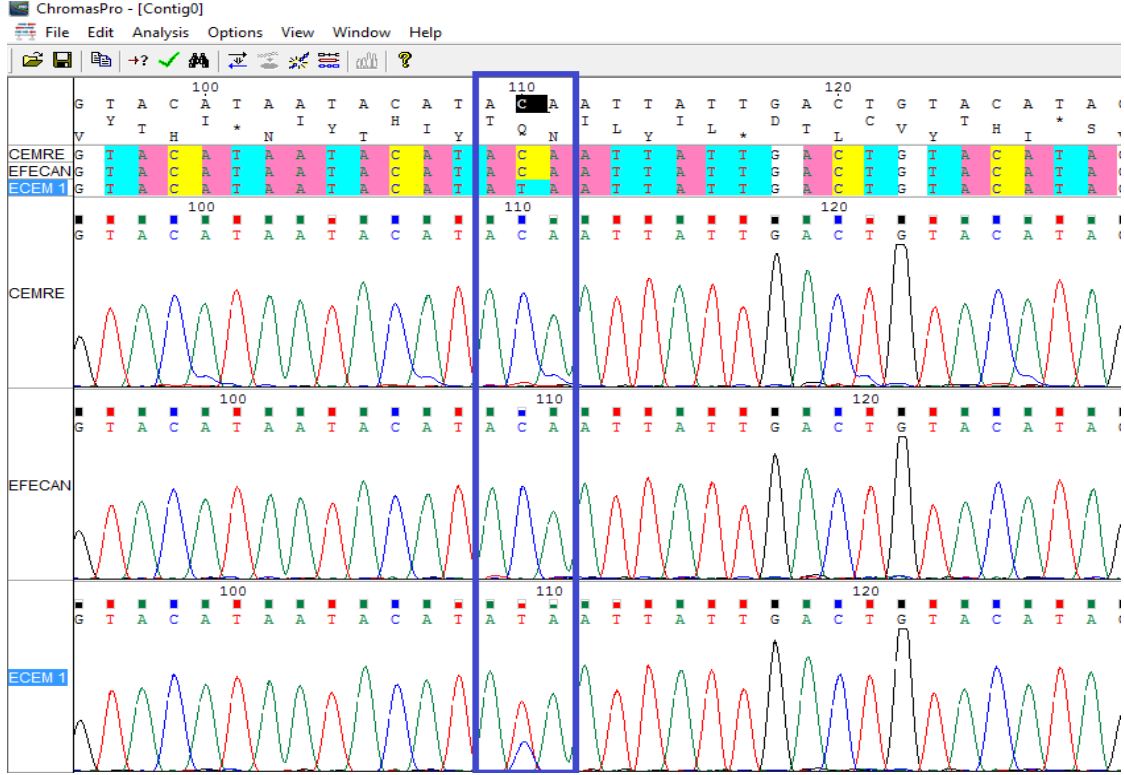 ChromasPro - [Contig0]
File Edit Analysis Options View Window Help
100 110 120
G T A C A T A A T A C A T A C A A T T A T T G A C T G T A C A T A
Y I I H T I I D C T *
T * Y I Q L L T V H S
V H N T Y N Y * L Y I
CEMRE G T A C A T A A T A C A T A C A A T T A T T G A C T G T A C A T A
EFECAN G T A C A T A A T A C A T A C A A T T A T T G A C T G T A C A T A
ECEM 1 G T A C A T A A T A C A T A T A A T T A T T G A C T G T A C A T A
100 110 120
G T A C A T A A T A C A T A C A A T T A T T G A C T G T A C A T A
CEMRE
100 110 120
G T A C A T A A T A C A T A C A A T T A T T G A C T G T A C A T A
EFECAN
100 110 120
G T A C A T A A T A C A T A T A A T T A T T G A C T G T A C A T A
ECEM 1